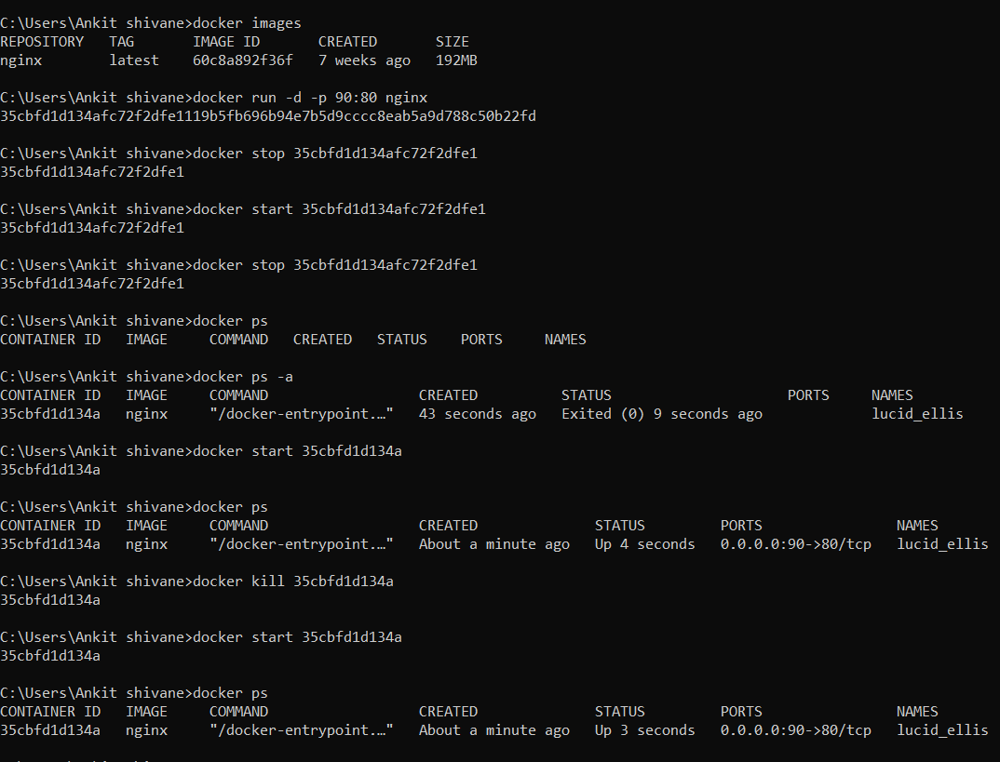 C:\Users\Ankit shivane>docker images
REPOSITORY   TAG       IMAGE ID       CREATED       SIZE
nginx        latest    60c8a892f36f   7 weeks ago   192MB
C:\Users\Ankit shivane>docker run -d -p 90:80 nginx
35cbfd1d134afc72f2dfe1119b5fb696b94e7b5d9cccc8eab5a9d788c50b22fd
C:\Users\Ankit shivane>docker stop 35cbfd1d134afc72f2dfe1
35cbfd1d134afc72f2dfe1
C:\Users\Ankit shivane>docker start 35cbfd1d134afc72f2dfe1
35cbfd1d134afc72f2dfe1
C:\Users\Ankit shivane>docker stop 35cbfd1d134afc72f2dfe1
35cbfd1d134afc72f2dfe1
C:\Users\Ankit shivane>docker ps
CONTAINER ID   IMAGE     COMMAND   CREATED   STATUS    PORTS     NAMES
C:\Users\Ankit shivane>docker ps -a
CONTAINER ID   IMAGE     COMMAND                  CREATED          STATUS                     PORTS     NAMES
35cbfd1d134a   nginx     "/docker-entrypoint.…"   43 seconds ago   Exited (0) 9 seconds ago             lucid_ellis
C:\Users\Ankit shivane>docker start 35cbfd1d134a
35cbfd1d134a
C:\Users\Ankit shivane>docker ps
CONTAINER ID   IMAGE     COMMAND                  CREATED              STATUS         PORTS                NAMES
35cbfd1d134a   nginx     "/docker-entrypoint.…"   About a minute ago   Up 4 seconds   0.0.0.0:90->80/tcp   lucid_ellis
C:\Users\Ankit shivane>docker kill 35cbfd1d134a
35cbfd1d134a
C:\Users\Ankit shivane>docker start 35cbfd1d134a
35cbfd1d134a
C:\Users\Ankit shivane>docker ps
CONTAINER ID   IMAGE     COMMAND                  CREATED              STATUS         PORTS                NAMES
35cbfd1d134a   nginx     "/docker-entrypoint.…"   About a minute ago   Up 3 seconds   0.0.0.0:90->80/tcp   lucid_ellis